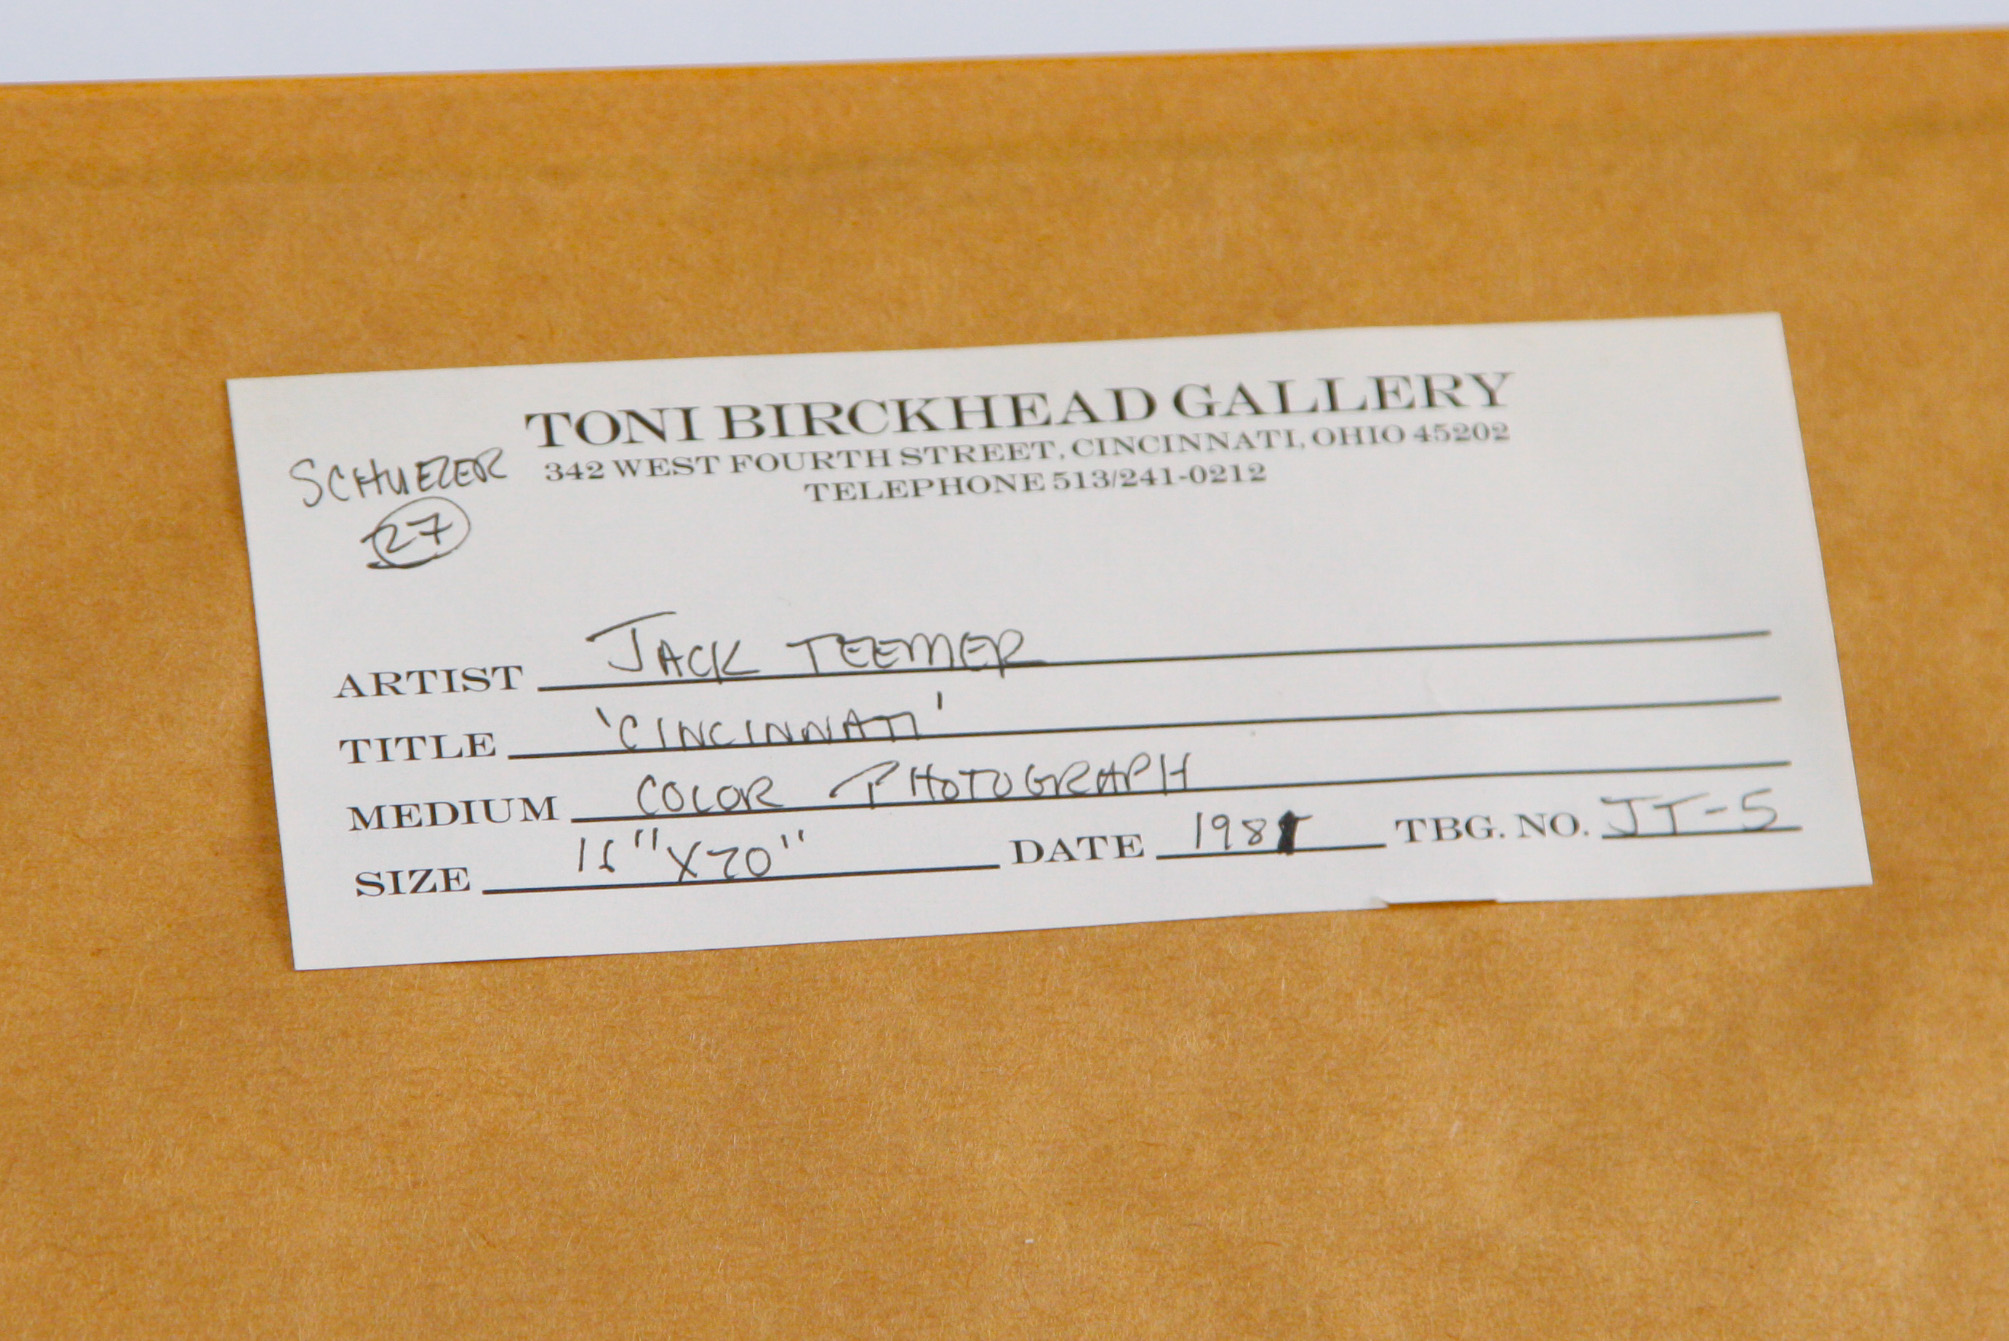 TONI BIRCKHEAD GALLERY
342 WEST FOURTH STREET, CINCINNATI, OHIO 45202
TELEPHONE 513/241-0212
SCHUEZER
27
ARTIST JACK TEEMER
TITLE 'CINCINNATI'
MEDIUM COLOR PHOTOGRAPH
SIZE 16"X20" DATE 1981 TBG. NO. JT-5